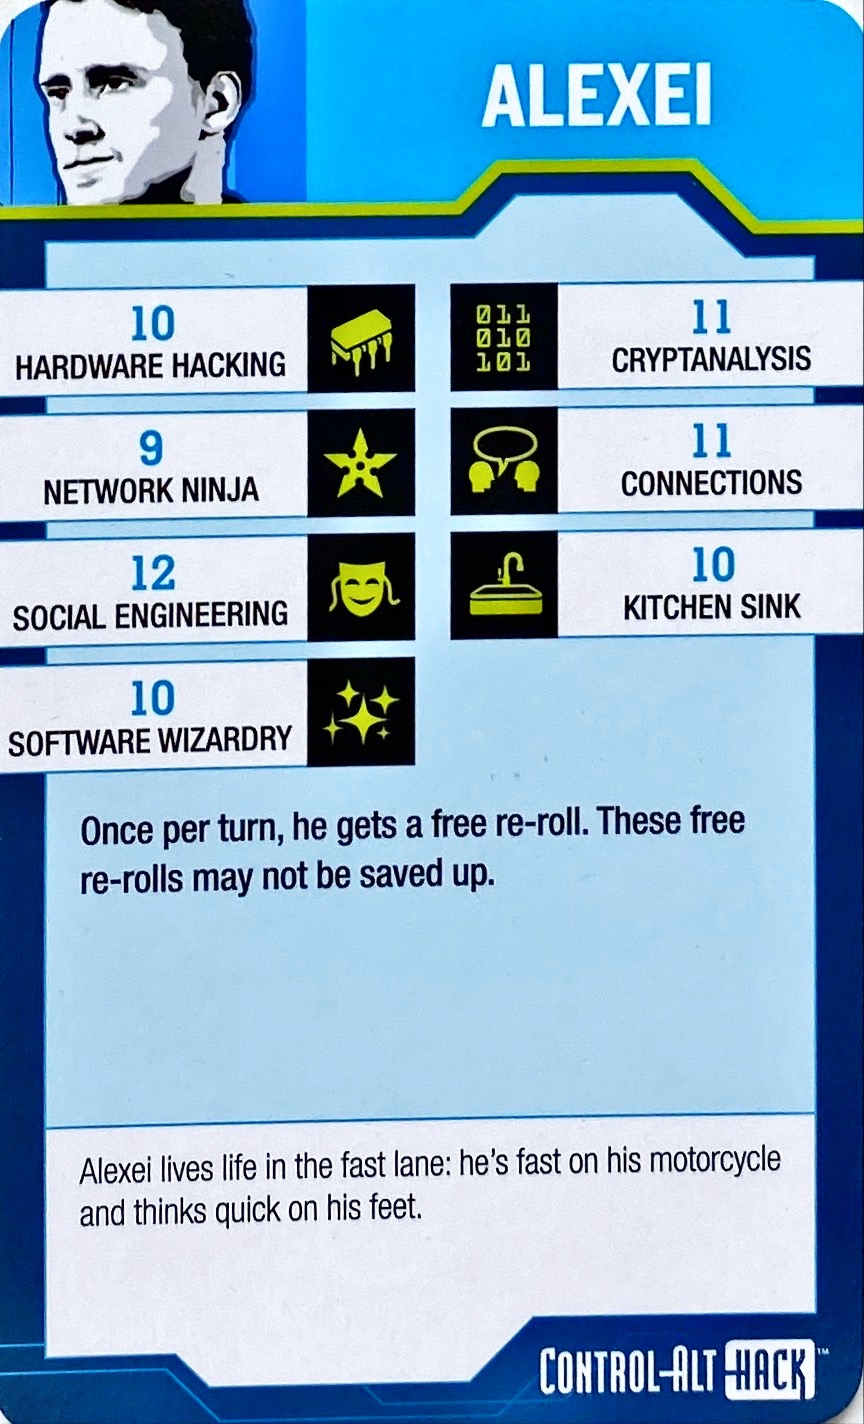 ALEXEI
10
HARDWARE HACKING
011
010
101
11
CRYPTANALYSIS
9
NETWORK NINJA
11
CONNECTIONS
12
SOCIAL ENGINEERING
10
KITCHEN SINK
10
SOFTWARE WIZARDRY
Once per turn, he gets a free re-roll. These free
re-rolls may not be saved up.
Alexei lives life in the fast lane: he's fast on his motorcycle
and thinks quick on his feet.
CONTROL-ALT-HACK™